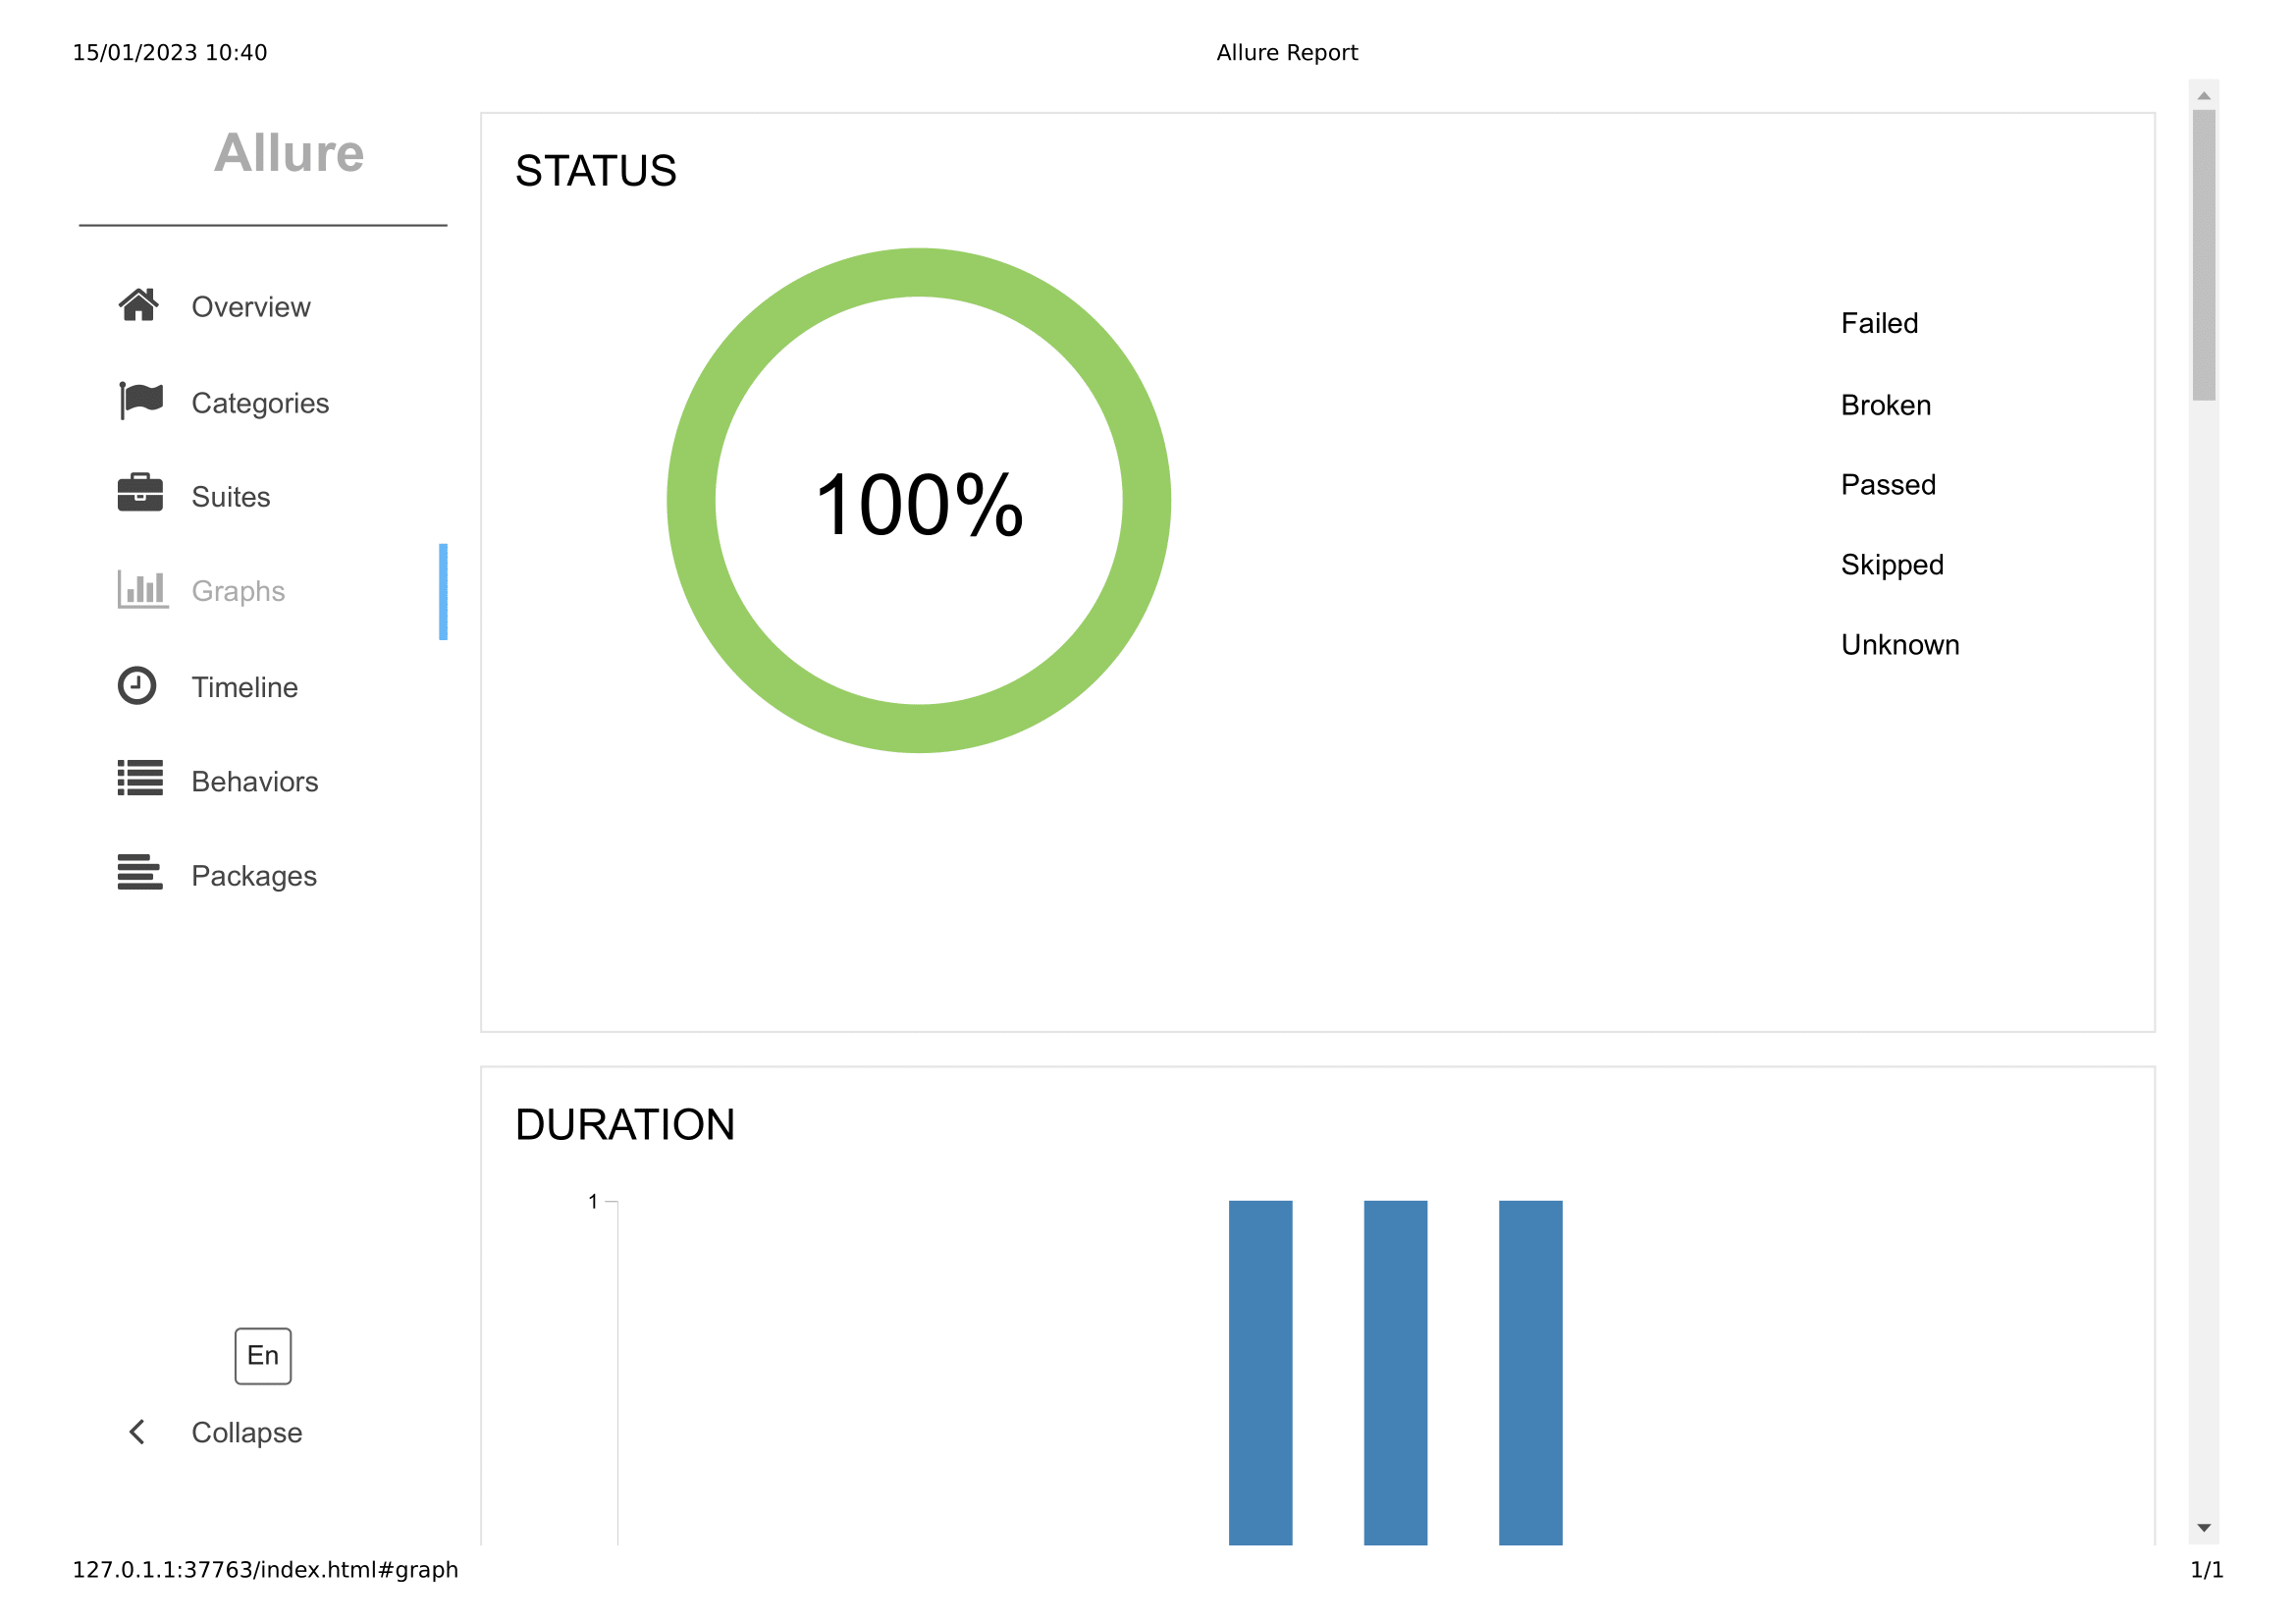 15/01/2023 10:40
Allure Report
Allure
Overview
Categories
Suites
Graphs
Timeline
Behaviors
Packages
En
Collapse
STATUS
100%
Failed
Broken
Passed
Skipped
Unknown
DURATION
1
127.0.1.1:37763/index.html#graph
1/1